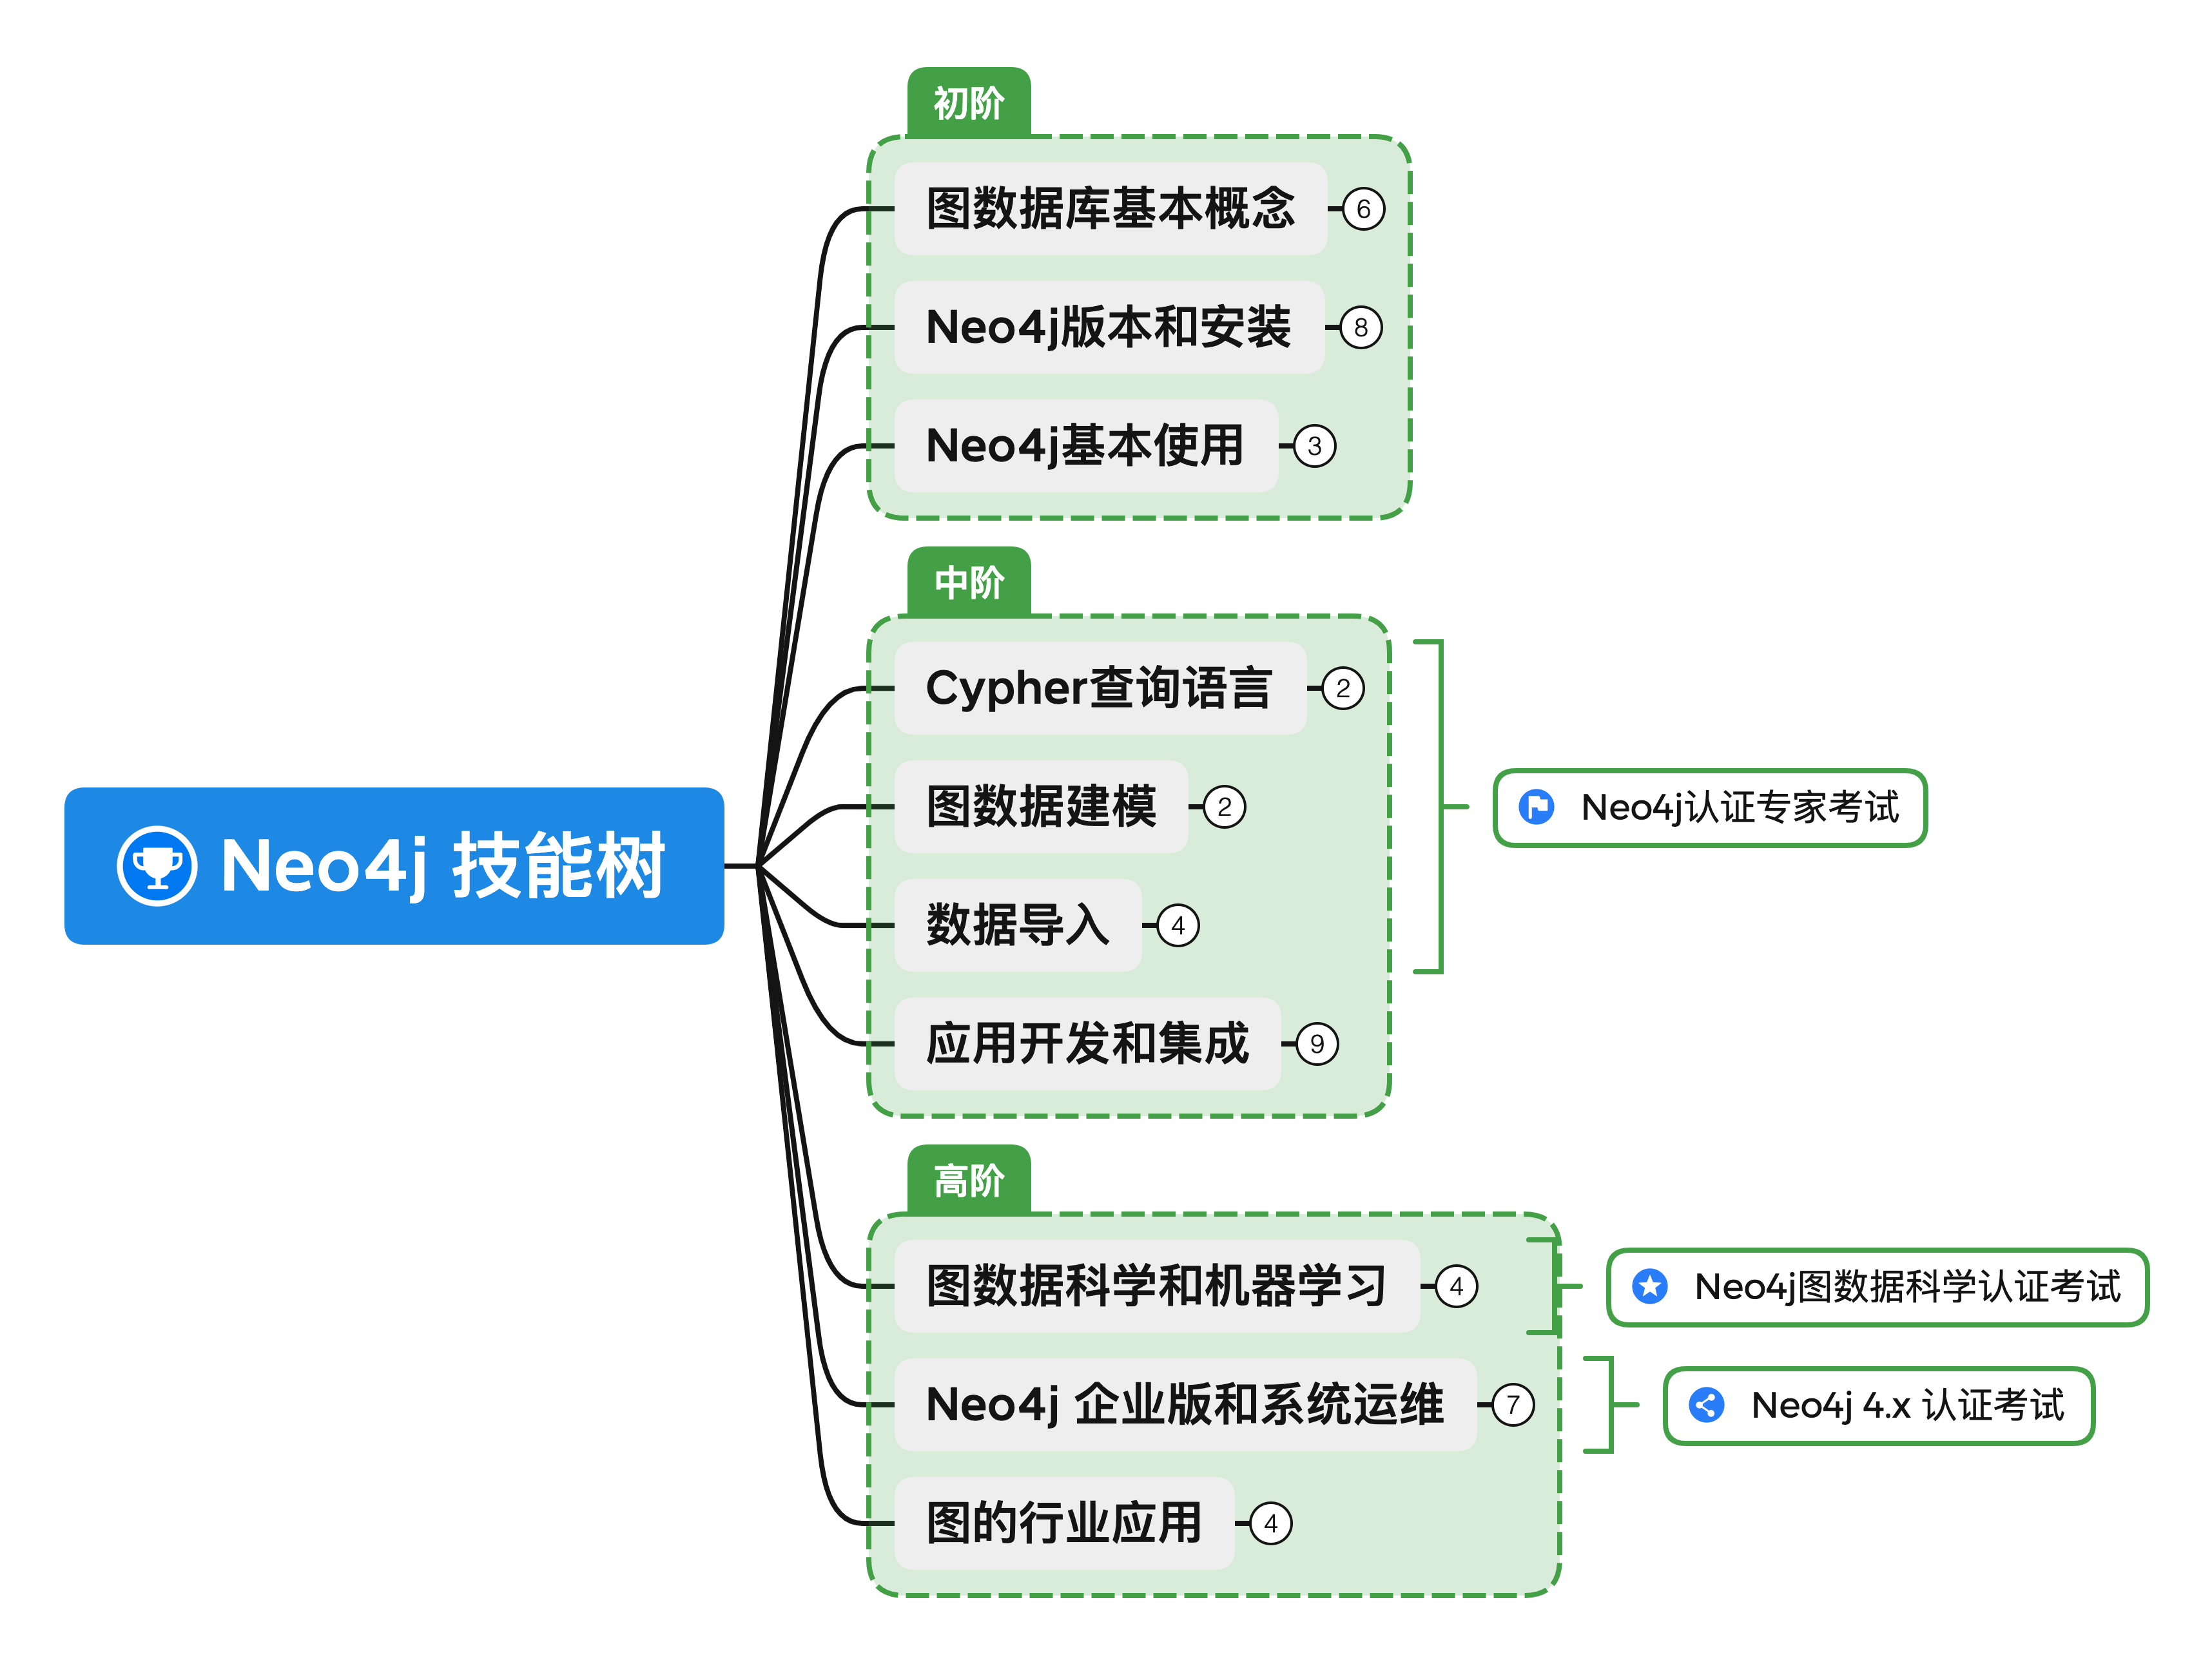 初阶
图数据库基本概念 6
Neo4j版本和安装 8
Neo4j基本使用 3
中阶
Cypher查询语言 2
图数据建模 2
Neo4j认证专家考试
Neo4j 技能树
数据导入 4
应用开发和集成 9
高阶
图数据科学和机器学习 4
Neo4j图数据科学认证考试
Neo4j 企业版和系统运维 7
Neo4j 4.x 认证考试
图的行业应用 4